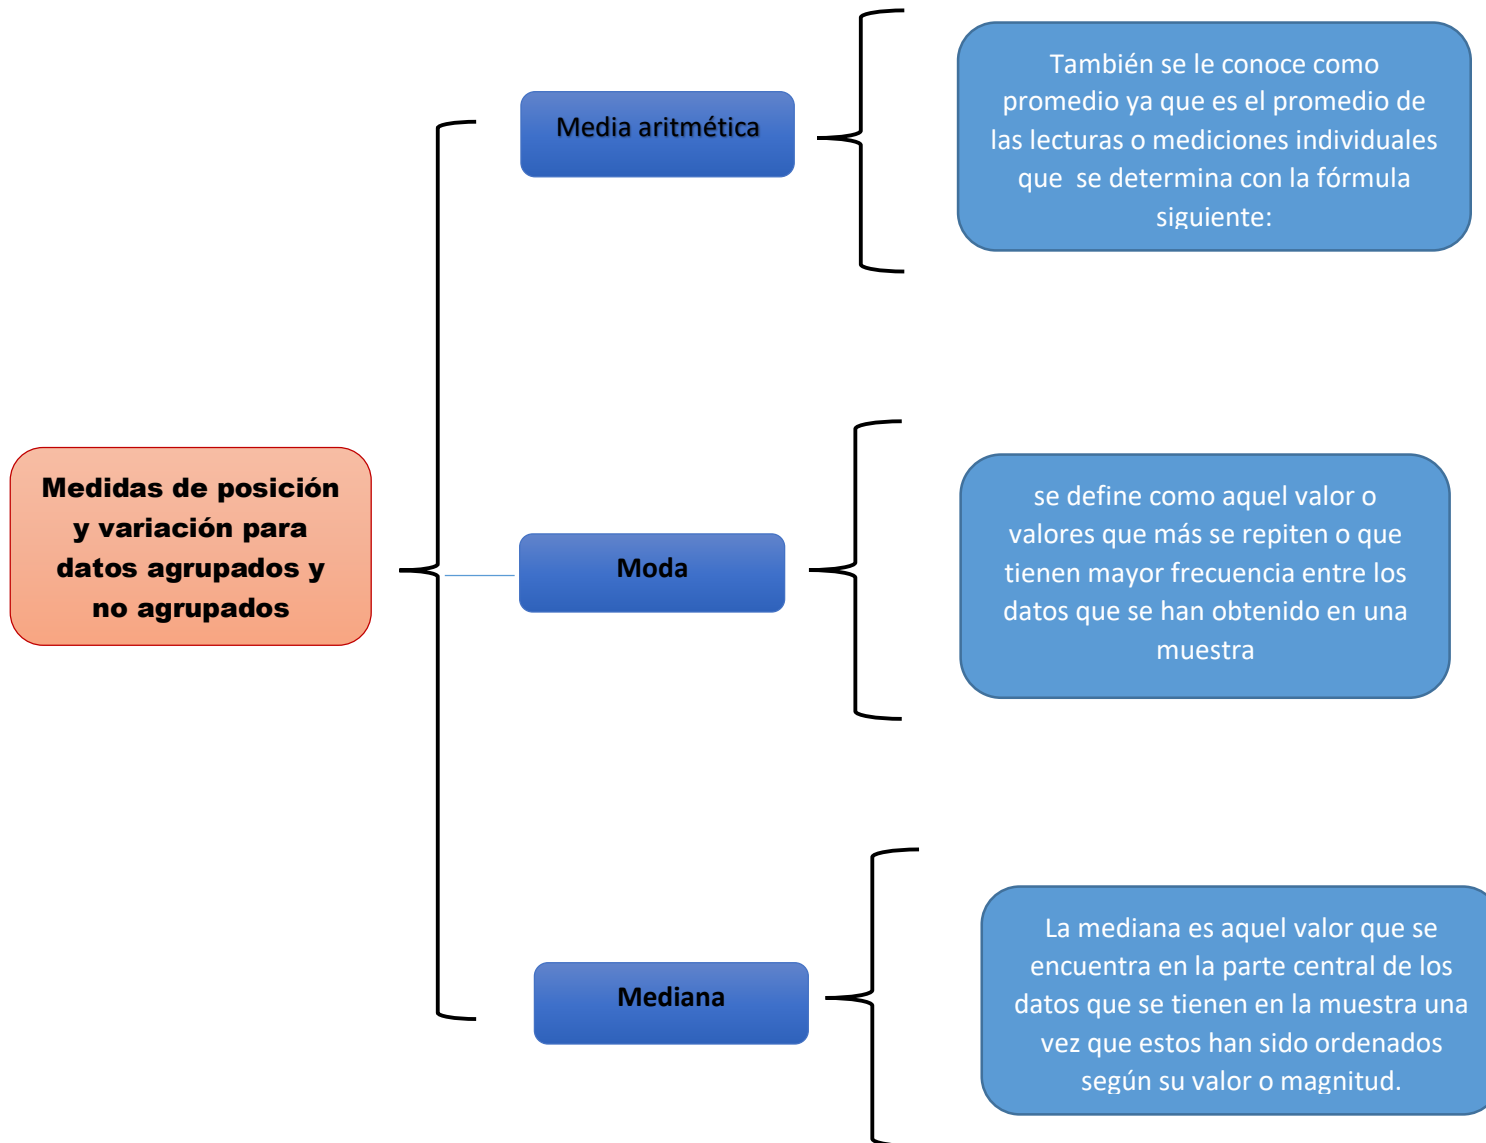 Medidas de posición
y variación para
datos agrupados y
no agrupados
Media aritmética
También se le conoce como
promedio ya que es el promedio de
las lecturas o mediciones individuales
que  se determina con la fórmula
siguiente:
Moda
se define como aquel valor o
valores que más se repiten o que
tienen mayor frecuencia entre los
datos que se han obtenido en una
muestra
Mediana
La mediana es aquel valor que se
encuentra en la parte central de los
datos que se tienen en la muestra una
vez que estos han sido ordenados
según su valor o magnitud.